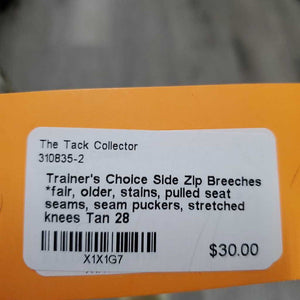 The Tack Collector
310835-2
Trainer's Choice Side Zip Breeches
*fair, older, stains, pulled seat
seams, seam puckers, stretched
knees Tan 28
X1X1G7
$30.00